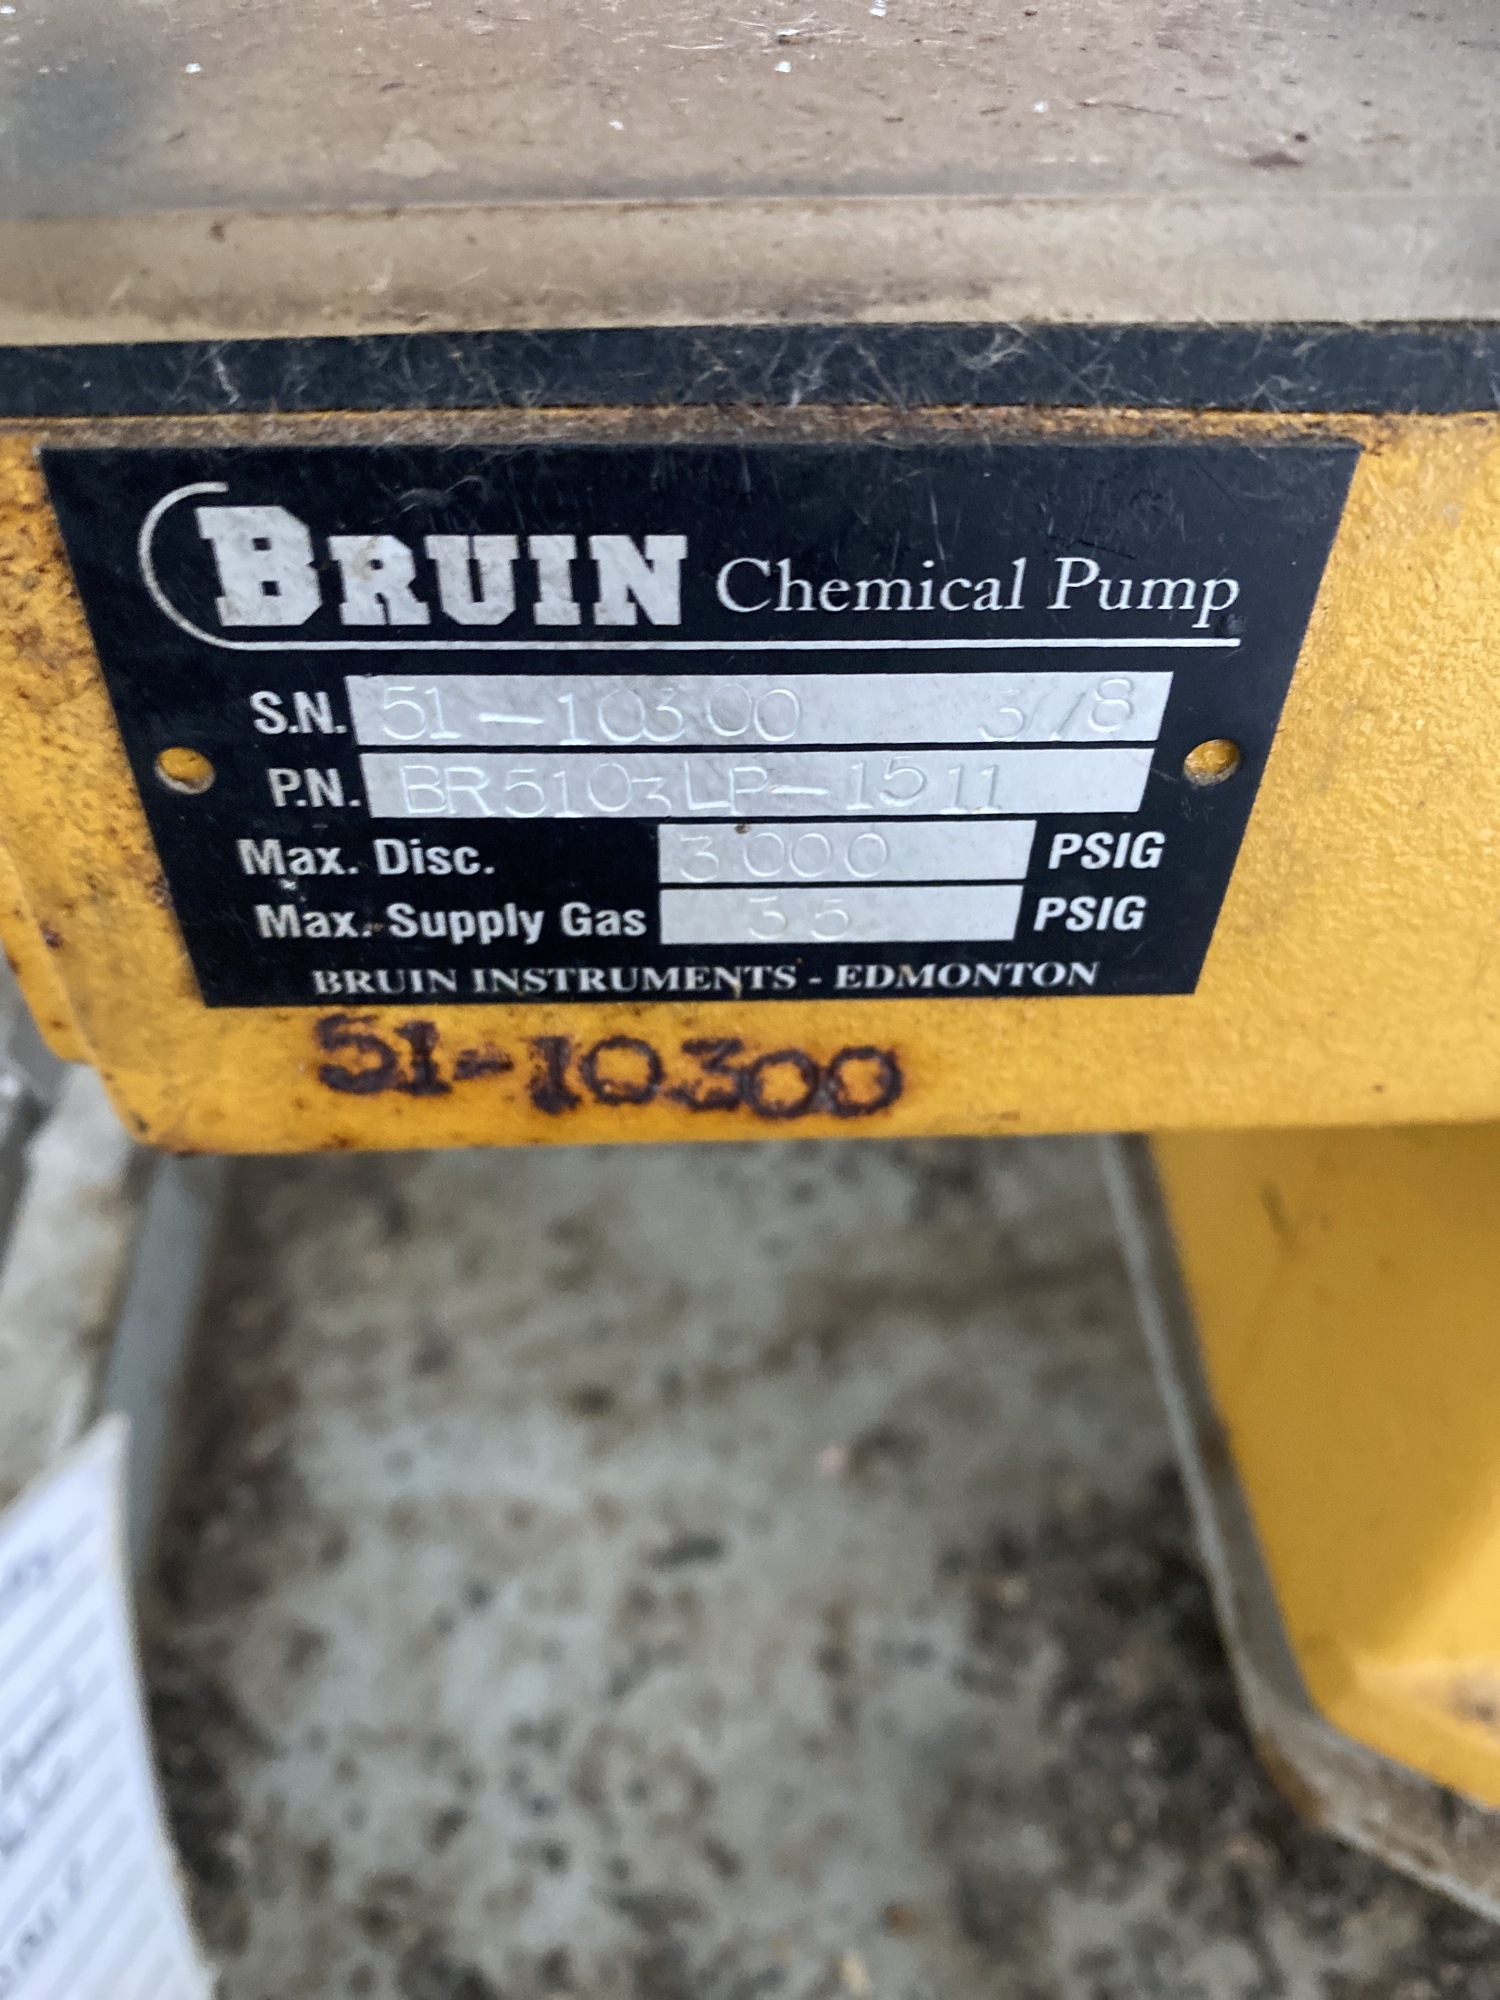 BRUIN Chemical Pump
S.N. 51-10300 3/8
P.N. BR5103LP-1511
Max. Disc. 3000 PSIG
Max. Supply Gas 35 PSIG
BRUIN INSTRUMENTS - EDMONTON
51-10300